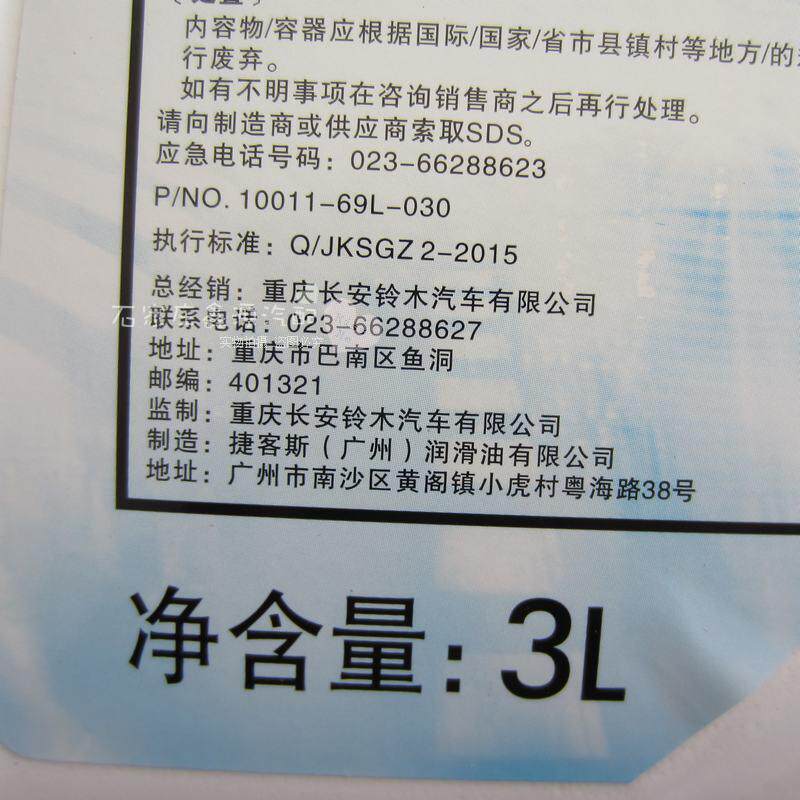 内容物/容器应根据国际/国家/省市县镇村等地方/的
行废弃。
如有不明事项在咨询销售商之后再行处理。
请向制造商或供应商索取SDS。
应急电话号码：023-66288623
P/NO. 10011-69L-030
执行标准：Q/JKSGZ 2-2015
总经销：重庆长安铃木汽车有限公司
联系电话：023-66288627
实物拍摄 盗图必究
地址：重庆市巴南区鱼洞
邮编：401321
监制：重庆长安铃木汽车有限公司
制造：捷客斯（广州）润滑油有限公司
地址：广州市南沙区黄阁镇小虎村粤海路38号
净含量：3L